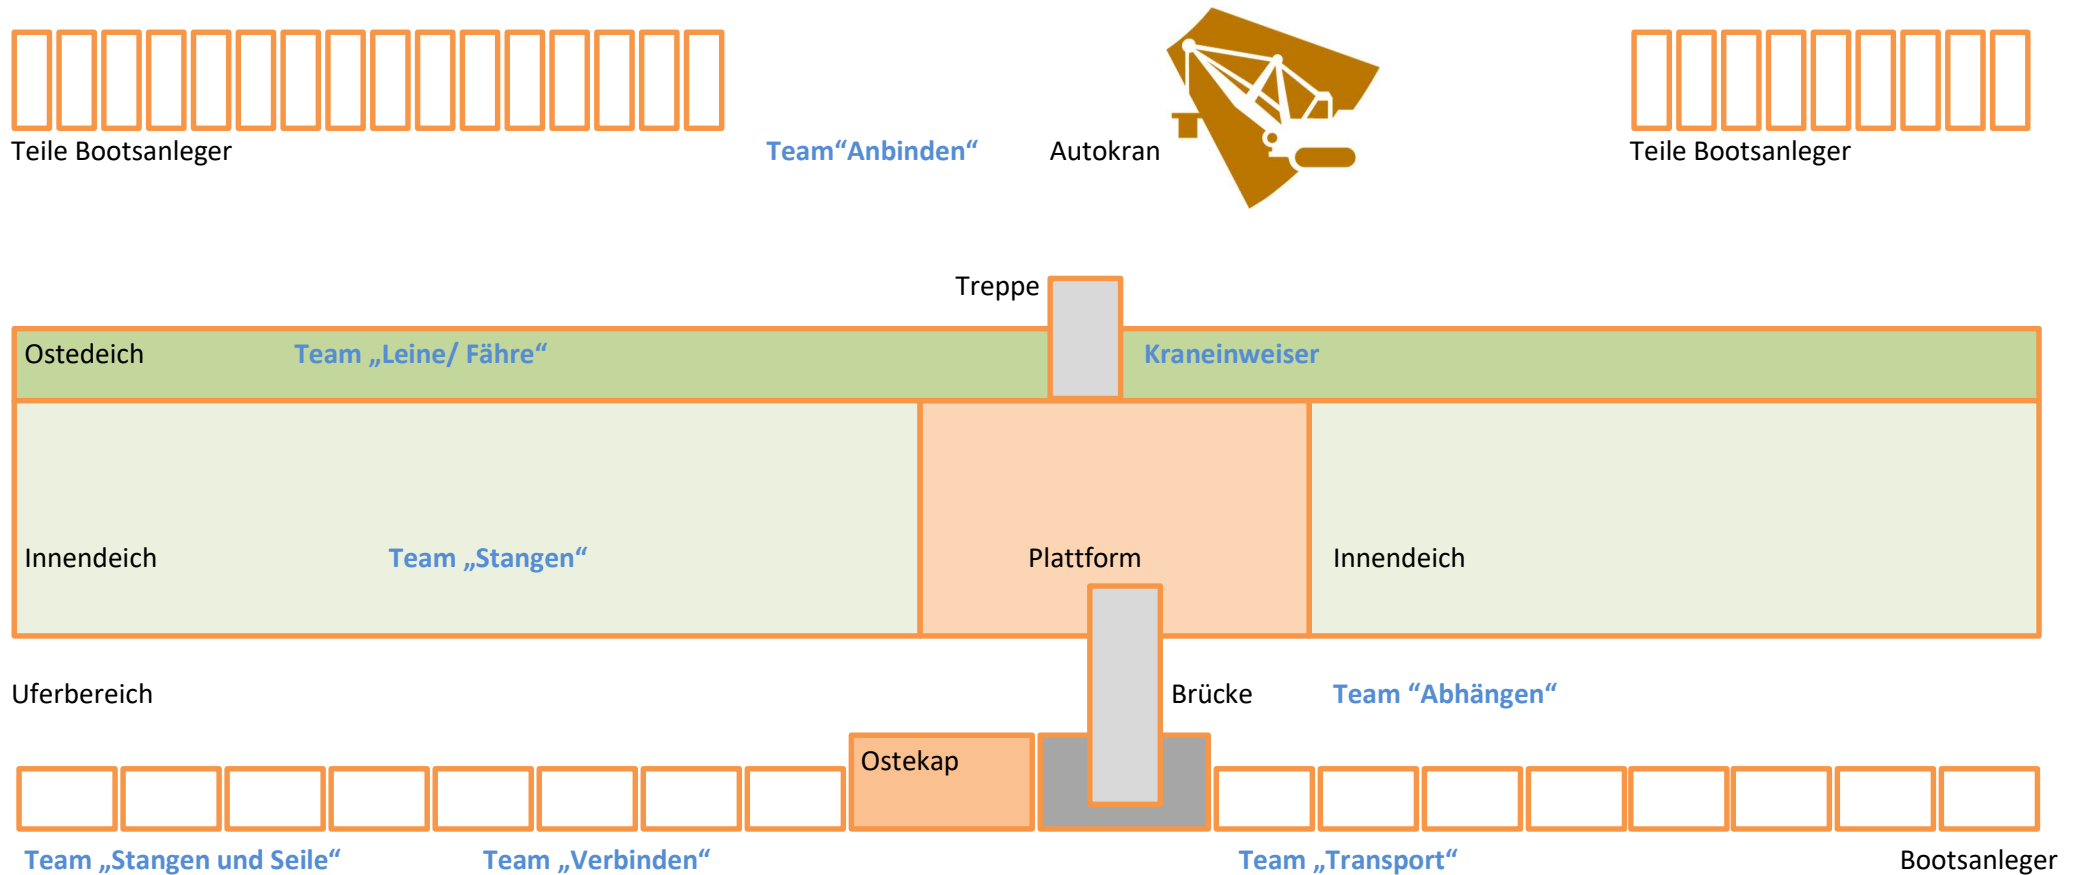 Teile Bootsanleger
Team“Anbinden“
Autokran
Teile Bootsanleger
Treppe
Ostedeich
Team „Leine/ Fähre“
Kraneinweiser
Innendeich
Team „Stangen“
Plattform
Innendeich
Uferbereich
Brücke
Team “Abhängen“
Ostekap
Team „Stangen und Seile“
Team „Verbinden“
Team „Transport“
Bootsanleger